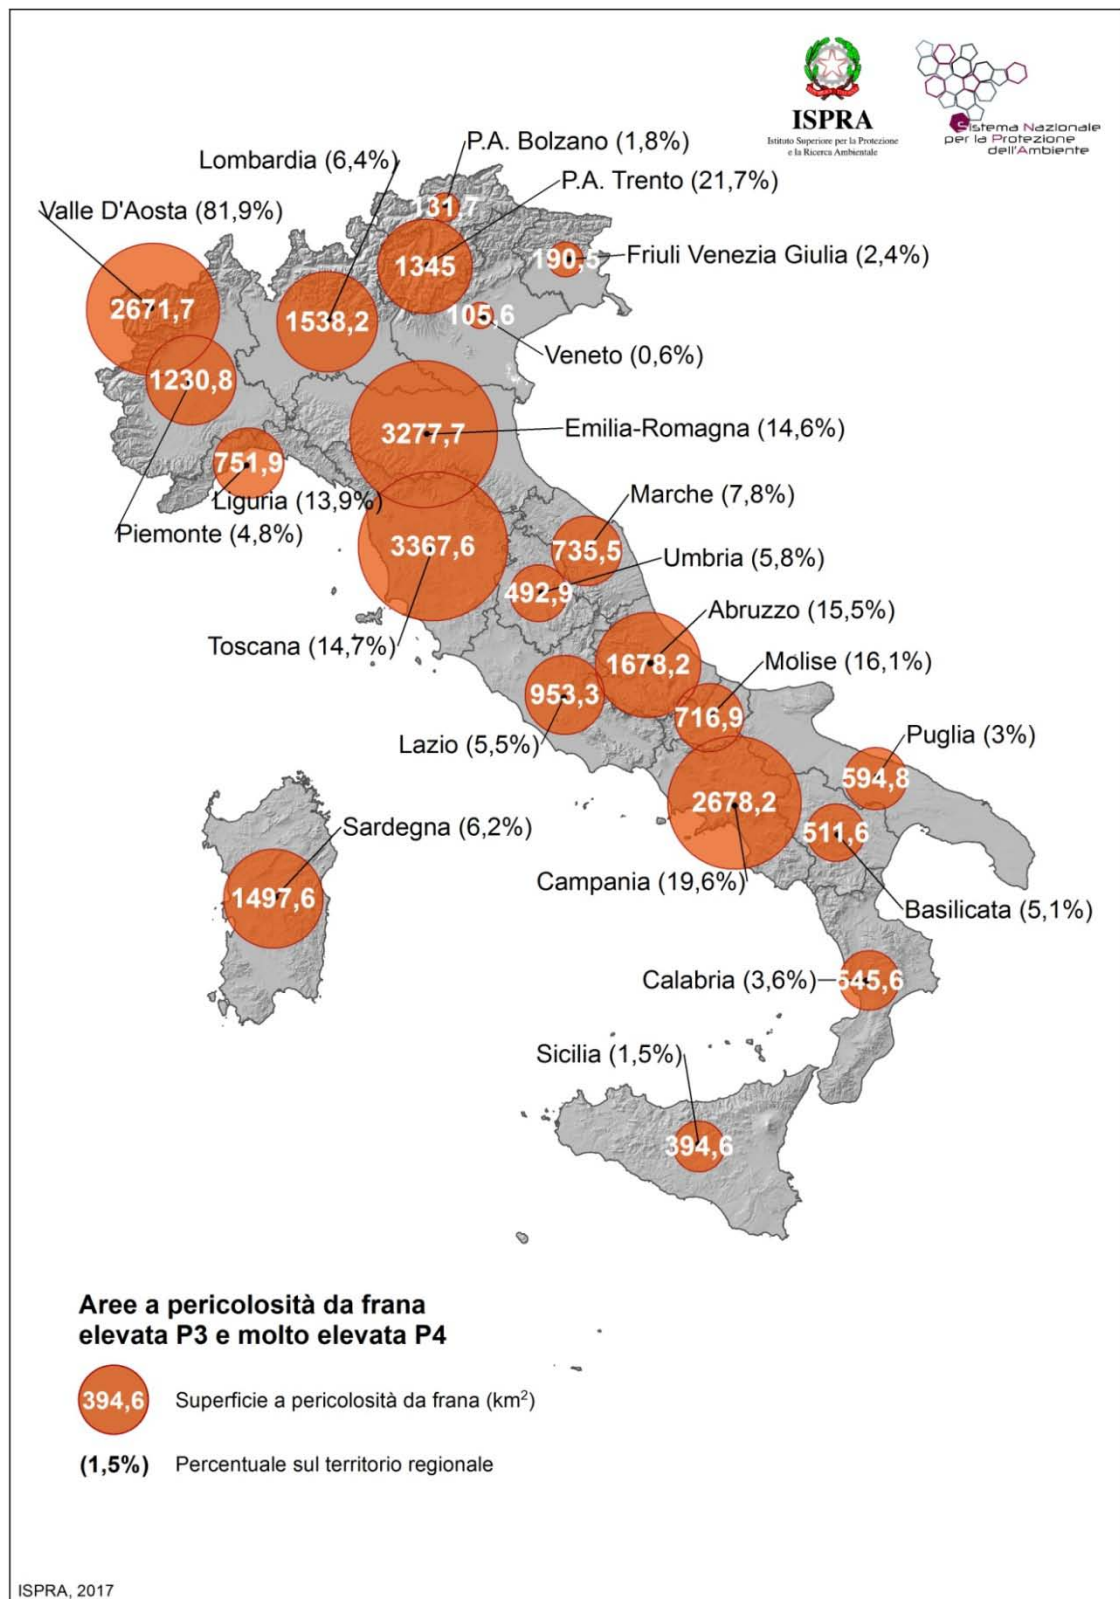 ISPRA
Istituto Superiore per la Protezione
e la Ricerca Ambientale
Sistema Nazionale
per la Protezione
dell'Ambiente
P.A. Bolzano (1,8%)
Lombardia (6,4%)
P.A. Trento (21,7%)
Valle D'Aosta (81,9%)
131,7
Friuli Venezia Giulia (2,4%)
190,5
1345
2671,7
1538,2
105,6
Veneto (0,6%)
1230,8
Emilia-Romagna (14,6%)
3277,7
751,9
Liguria (13,9%)
Marche (7,8%)
Piemonte (4,8%)
3367,6
735,5
Umbria (5,8%)
492,9
Abruzzo (15,5%)
Toscana (14,7%)
1678,2
Molise (16,1%)
953,3
716,9
Puglia (3%)
Lazio (5,5%)
594,8
2678,2
Sardegna (6,2%)
511,6
Campania (19,6%)
1497,6
Basilicata (5,1%)
Calabria (3,6%)
545,6
Sicilia (1,5%)
394,6
Aree a pericolosità da frana
elevata P3 e molto elevata P4
394,6 Superficie a pericolosità da frana (km²)
(1,5%) Percentuale sul territorio regionale
ISPRA, 2017